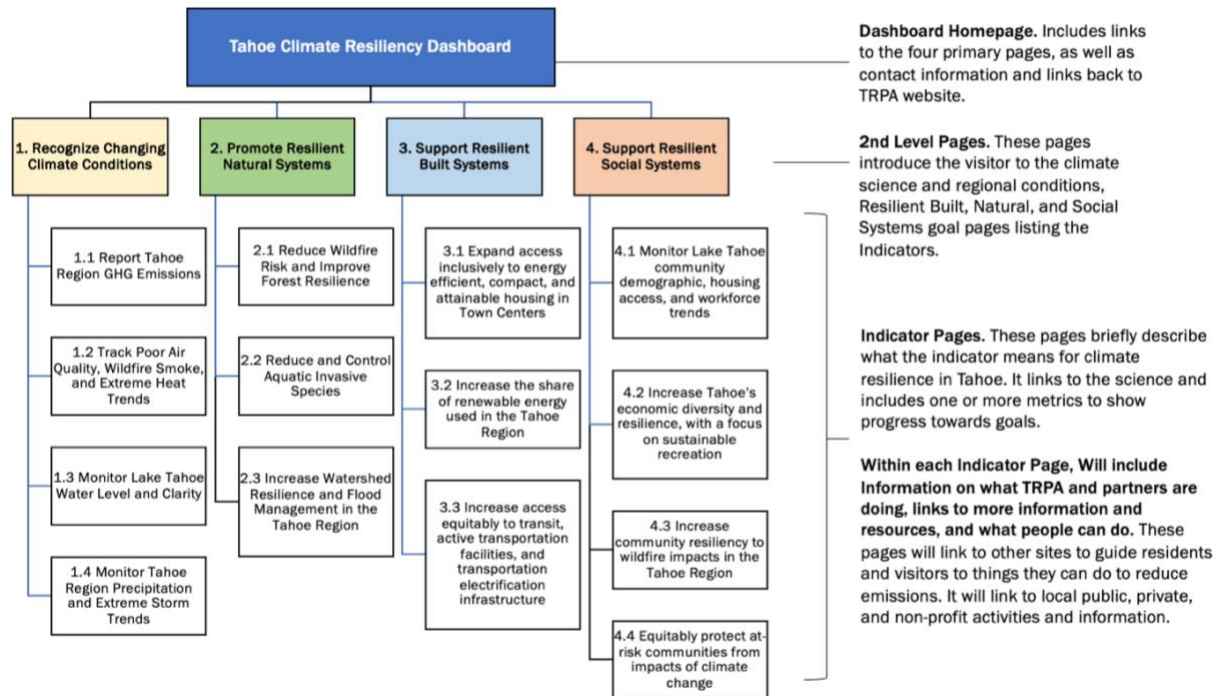 Tahoe Climate Resiliency Dashboard
Dashboard Homepage. Includes links
to the four primary pages, as well as
contact information and links back to
TRPA website.
1. Recognize Changing
Climate Conditions
2. Promote Resilient
Natural Systems
3. Support Resilient
Built Systems
4. Support Resilient
Social Systems
2nd Level Pages. These pages
introduce the visitor to the climate
science and regional conditions,
Resilient Built, Natural, and Social
Systems goal pages listing the
Indicators.
1.1 Report Tahoe
Region GHG Emissions
1.2 Track Poor Air
Quality, Wildfire Smoke,
and Extreme Heat
Trends
1.3 Monitor Lake Tahoe
Water Level and Clarity
1.4 Monitor Tahoe
Region Precipitation
and Extreme Storm
Trends
2.1 Reduce Wildfire
Risk and Improve
Forest Resilience
2.2 Reduce and Control
Aquatic Invasive
Species
2.3 Increase Watershed
Resilience and Flood
Management in the
Tahoe Region
3.1 Expand access
inclusively to energy
efficient, compact, and
attainable housing in
Town Centers
3.2 Increase the share
of renewable energy
used in the Tahoe
Region
3.3 Increase access
equitably to transit,
active transportation
facilities, and
transportation
electrification
infrastructure
4.1 Monitor Lake Tahoe
community
demographic, housing
access, and workforce
trends
4.2 Increase Tahoe's
economic diversity and
resilience, with a focus
on sustainable
recreation
4.3 Increase
community resiliency to
wildfire impacts in the
Tahoe Region
4.4 Equitably protect at-
risk communities from
impacts of climate
change
Indicator Pages. These pages briefly describe
what the indicator means for climate
resilience in Tahoe. It links to the science and
includes one or more metrics to show
progress towards goals.
Within each Indicator Page, Will include
Information on what TRPA and partners are
doing, links to more information and
resources, and what people can do. These
pages will link to other sites to guide residents
and visitors to things they can do to reduce
emissions. It will link to local public, private,
and non-profit activities and information.